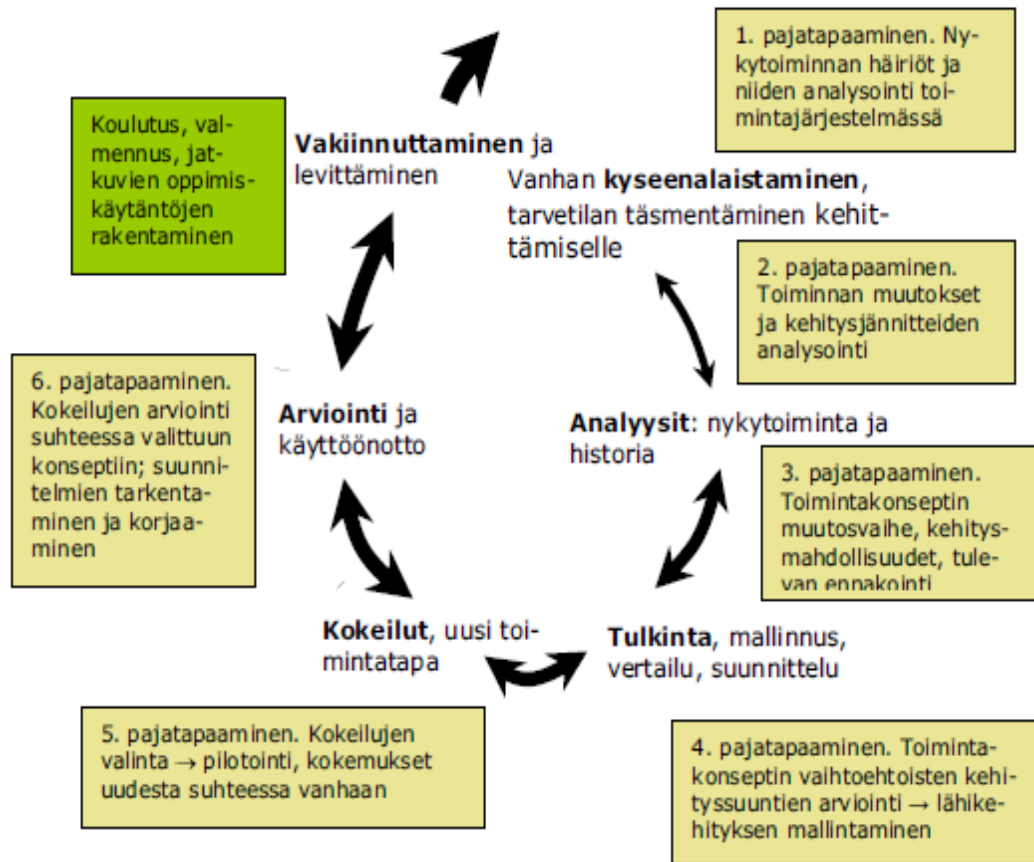 1. pajatapaaminen. Ny-
kytoiminnan häiriöt ja
niiden analysointi toi-
mintajärjestelmässä
Koulutus, val-
mennus, jat-
kuvien oppimis-
käytäntöjen
rakentaminen
Vakiinnuttaminen ja
levittäminen
Vanhan kyseenalaistaminen,
tarvetilan täsmentäminen kehit-
tämiselle
2. pajatapaaminen.
Toiminnan muutokset
ja kehitysjännitteiden
analysointi
6. pajatapaaminen.
Kokeilujen arviointi
suhteessa valittuun
konseptiin; suunni-
telmien tarkenta-
minen ja korjaa-
minen
Arviointi ja
käyttöönotto
Analyysit: nykytoiminta ja
historia
3. pajatapaaminen.
Toimintakonseptin
muutosvaihe, kehitys-
mahdollisuudet, tule-
van ennakointi
Kokeilut, uusi toi-
mintatapa
Tulkinta, mallinnus,
vertailu, suunnittelu
5. pajatapaaminen. Kokeilujen
valinta → pilotointi, kokemukset
uudesta suhteessa vanhaan
4. pajatapaaminen. Toiminta-
konseptin vaihtoehtoisten kehi-
tyssuuntien arviointi → lähike-
hityksen mallintaminen